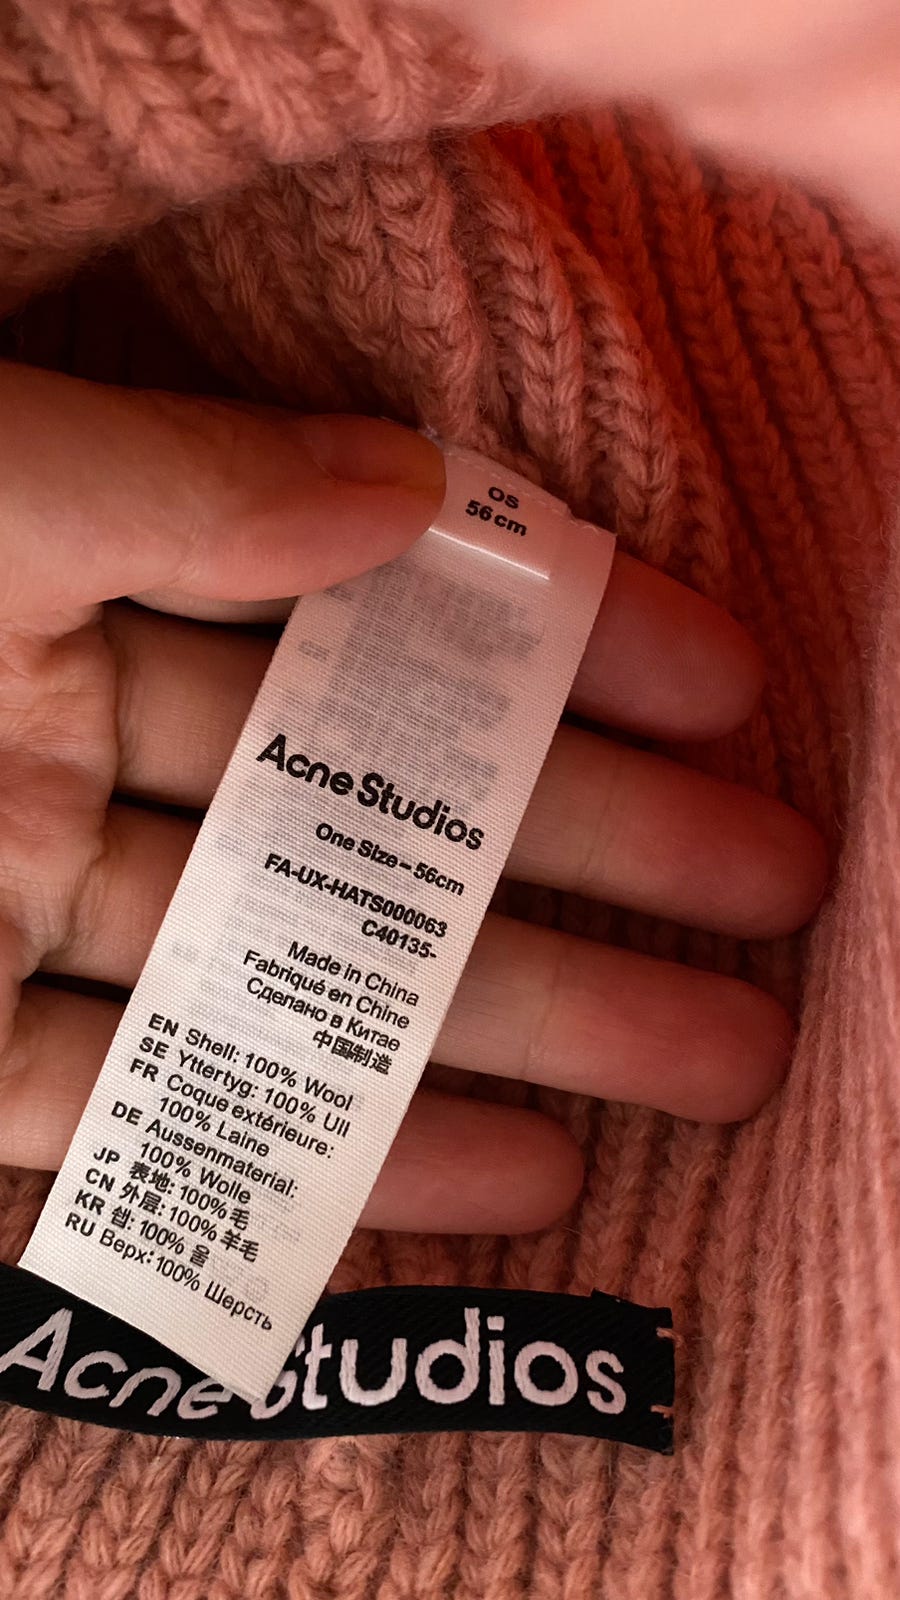 OS
56cm
Acne Studios
One Size – 56cm
FA-UX-HATS000063
C40135-
Made in China
Fabriqué en Chine
Сделано в Китае
中国制造
EN Shell: 100% Wool
SE Yttertyg: 100% Ull
FR Coque extérieure:
100% Laine
DE Aussenmaterial:
100% Wolle
JP 表地: 100% 毛
CN 外层: 100% 羊毛
KR 쉘: 100% 울
RU Верх: 100% Шерсть
Acne Studios